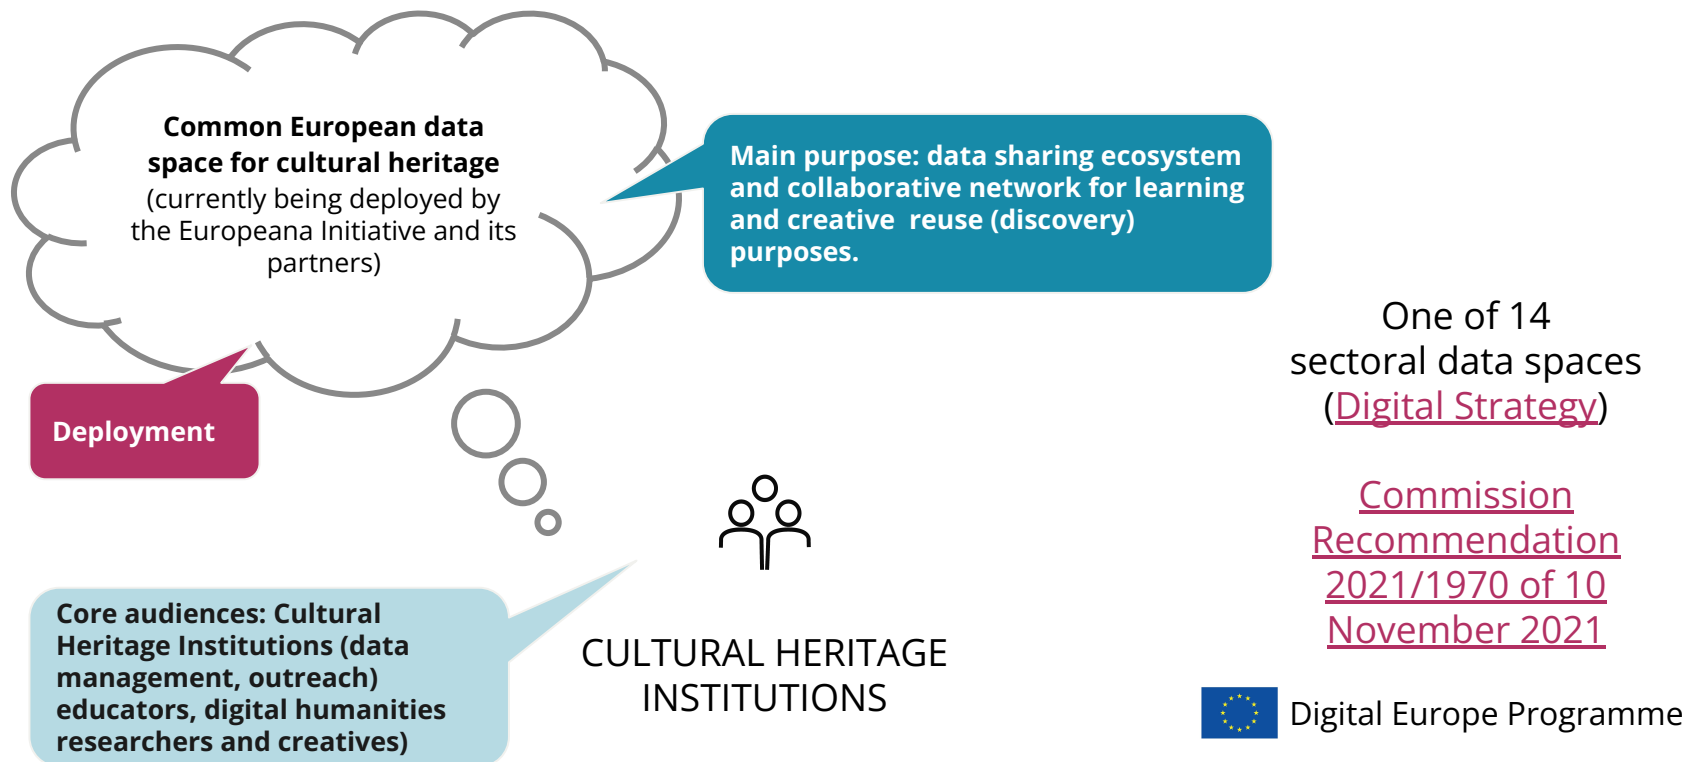 Common European data
space for cultural heritage
(currently being deployed by
the Europeana Initiative and its
partners)
Main purpose: data sharing ecosystem
and collaborative network for learning
and creative  reuse (discovery)
purposes.
Deployment
One of 14
sectoral data spaces
(Digital Strategy)
Commission
Recommendation
2021/1970 of 10
November 2021
Core audiences: Cultural
Heritage Institutions (data
management, outreach)
educators, digital humanities
researchers and creatives)
CULTURAL HERITAGE
INSTITUTIONS
Digital Europe Programme